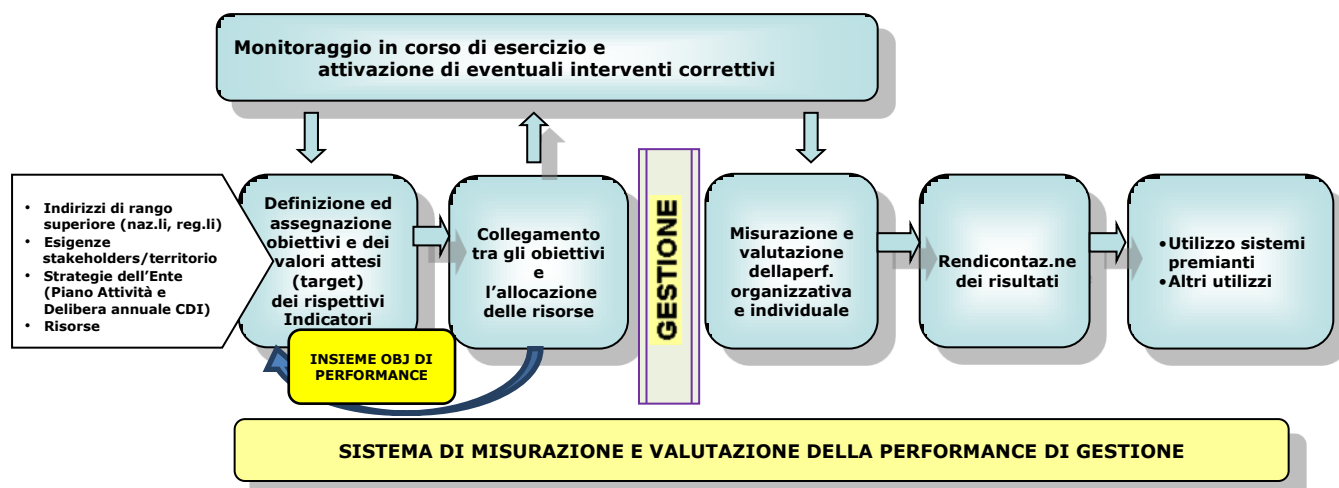 Monitoraggio in corso di esercizio e
attivazione di eventuali interventi correttivi
• Indirizzi di rango
superiore (naz.li, reg.li)
• Esigenze
stakeholders/territorio
• Strategie dell'Ente
(Piano Attività e
Delibera annuale CDI)
• Risorse
Definizione ed
assegnazione
obiettivi e dei
valori attesi
(target)
dei rispettivi
Indicatori
INSIEME OBJ DI
PERFORMANCE
Collegamento
tra gli obiettivi
e
l'allocazione
delle risorse
GESTIONE
Misurazione e
valutazione
dellaperf.
organizzativa
e individuale
Rendicontaz.ne
dei risultati
•Utilizzo sistemi
premianti
•Altri utilizzi
SISTEMA DI MISURAZIONE E VALUTAZIONE DELLA PERFORMANCE DI GESTIONE